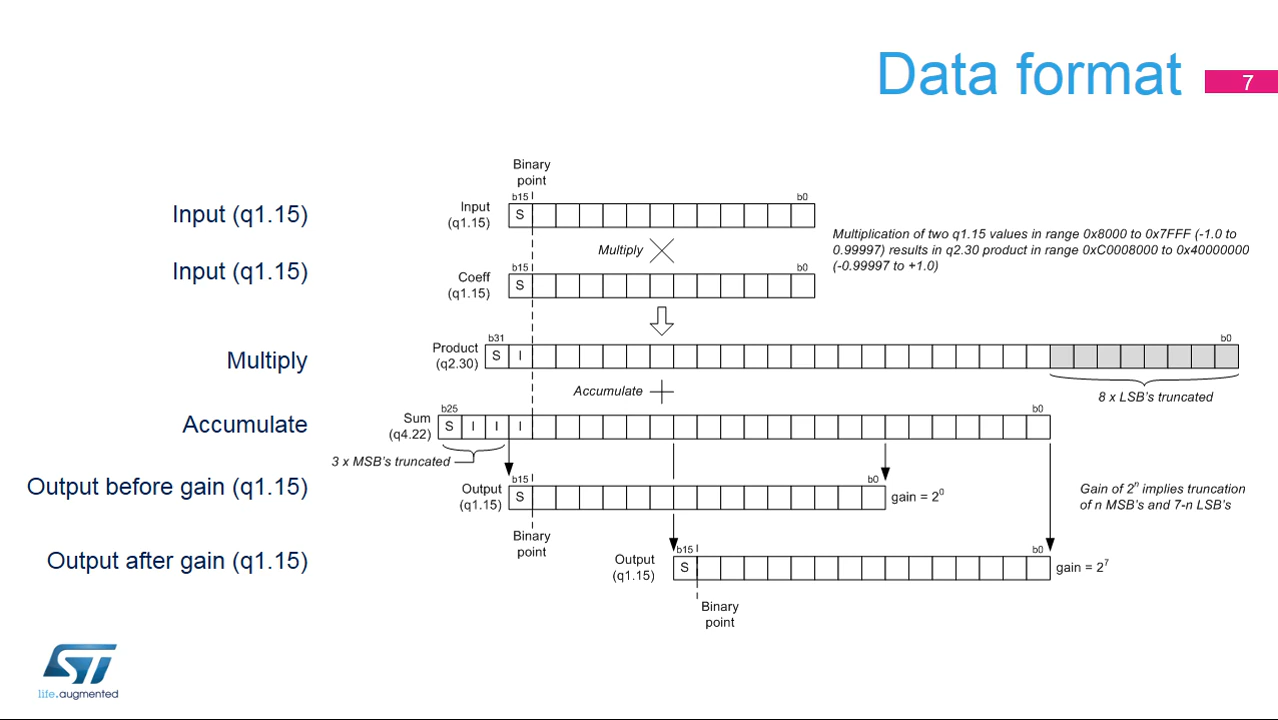 Data format
7
Binary
point
Input (q1.15)
Input
(q1.15)
b15
b0
S
Multiply
Multiplication of two q1.15 values in range 0x8000 to 0x7FFF (-1.0 to
0.99997) results in q2.30 product in range 0xC0008000 to 0x40000000
(-0.99997 to +1.0)
Input (q1.15)
Coeff
(q1.15)
b15
b0
S
Multiply
Product
(q2.30)
b31
b0
S I
Accumulate
8 x LSB's truncated
Accumulate
Sum
(q4.22)
b25
b0
S I I I
3 x MSB's truncated
Output before gain (q1.15)
Output
(q1.15)
b15
b0
S
gain = 2⁰
Gain of 2ⁿ implies truncation
of n MSB's and 7-n LSB's
Binary
point
Output after gain (q1.15)
Output
(q1.15)
b15
b0
S
gain = 2⁷
Binary
point
ST
life.augmented